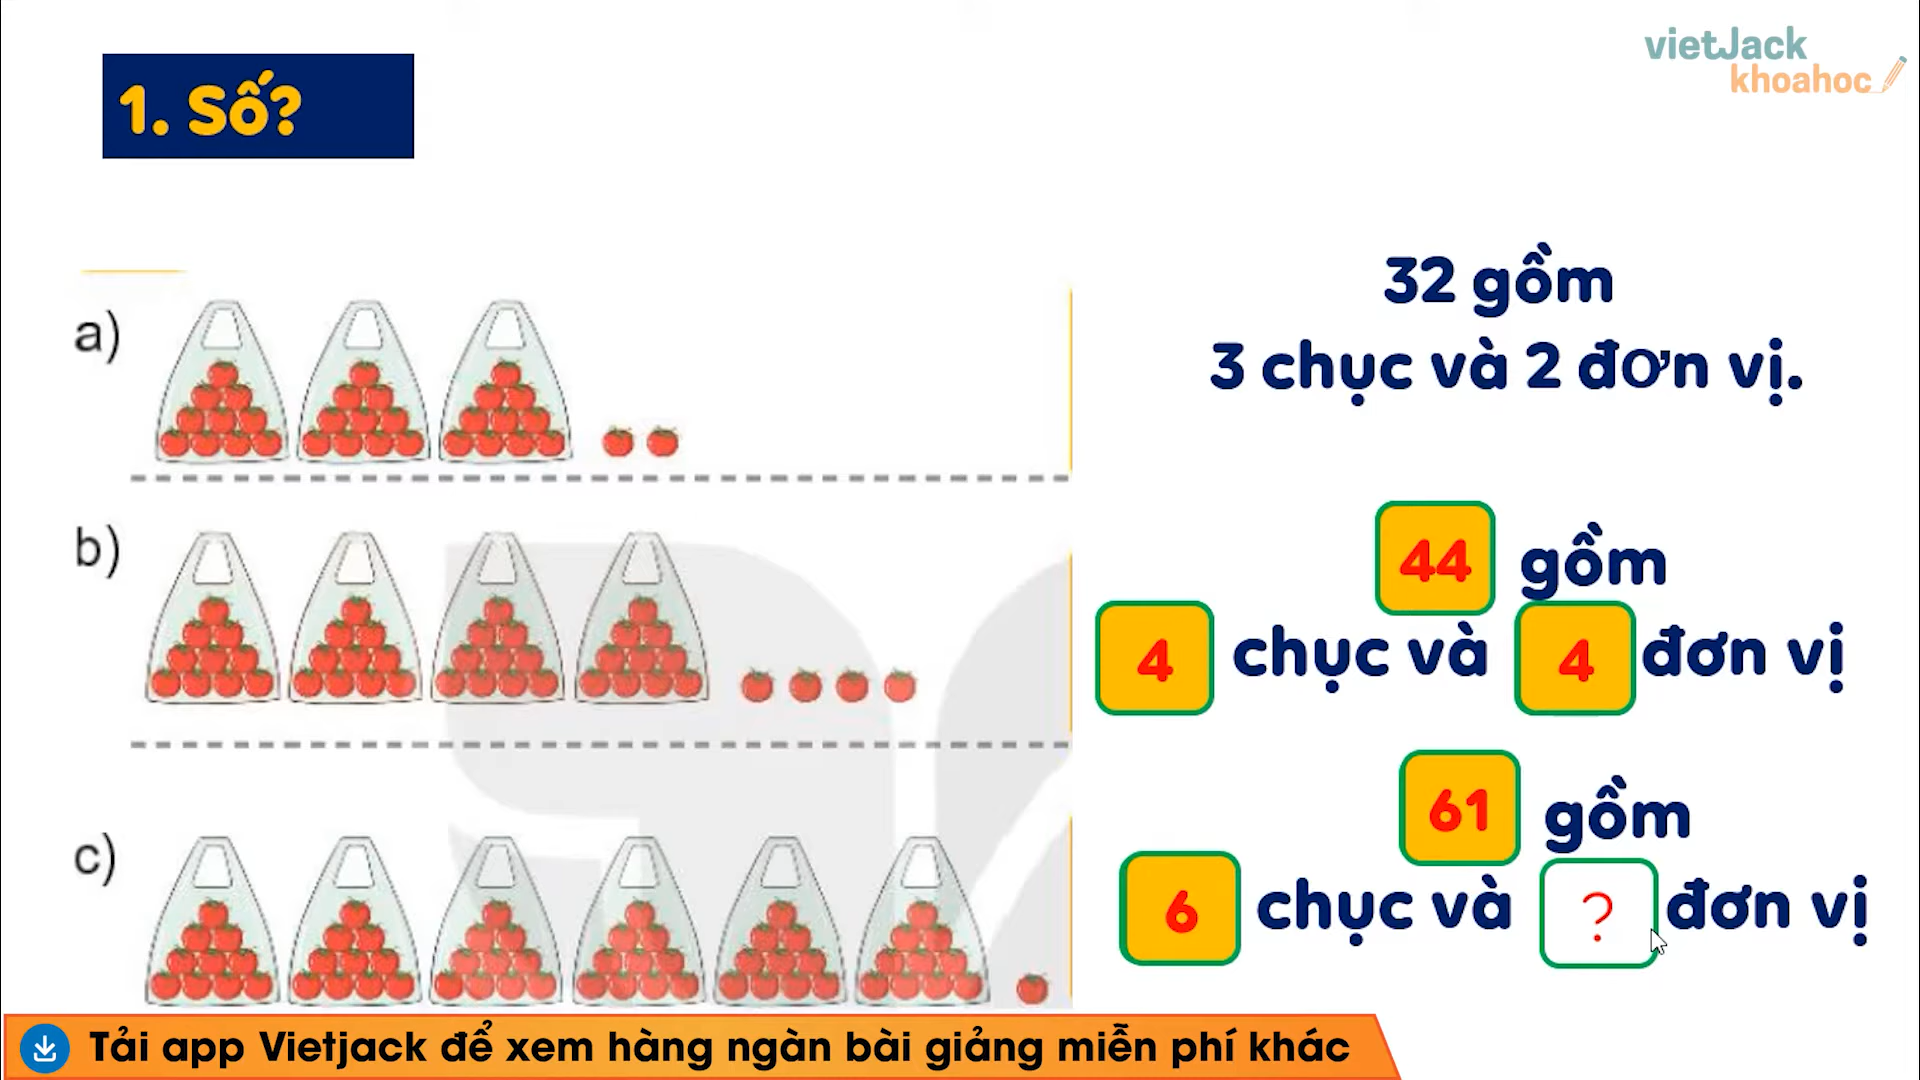 vietJack
khoahoc
1. Số?
a)
32 gồm
3 chục và 2 đơn vị.
b)
44 gồm
4 chục và 4 đơn vị
c)
61 gồm
6 chục và ? đơn vị
Tải app Vietjack để xem hàng ngàn bài giảng miễn phí khác